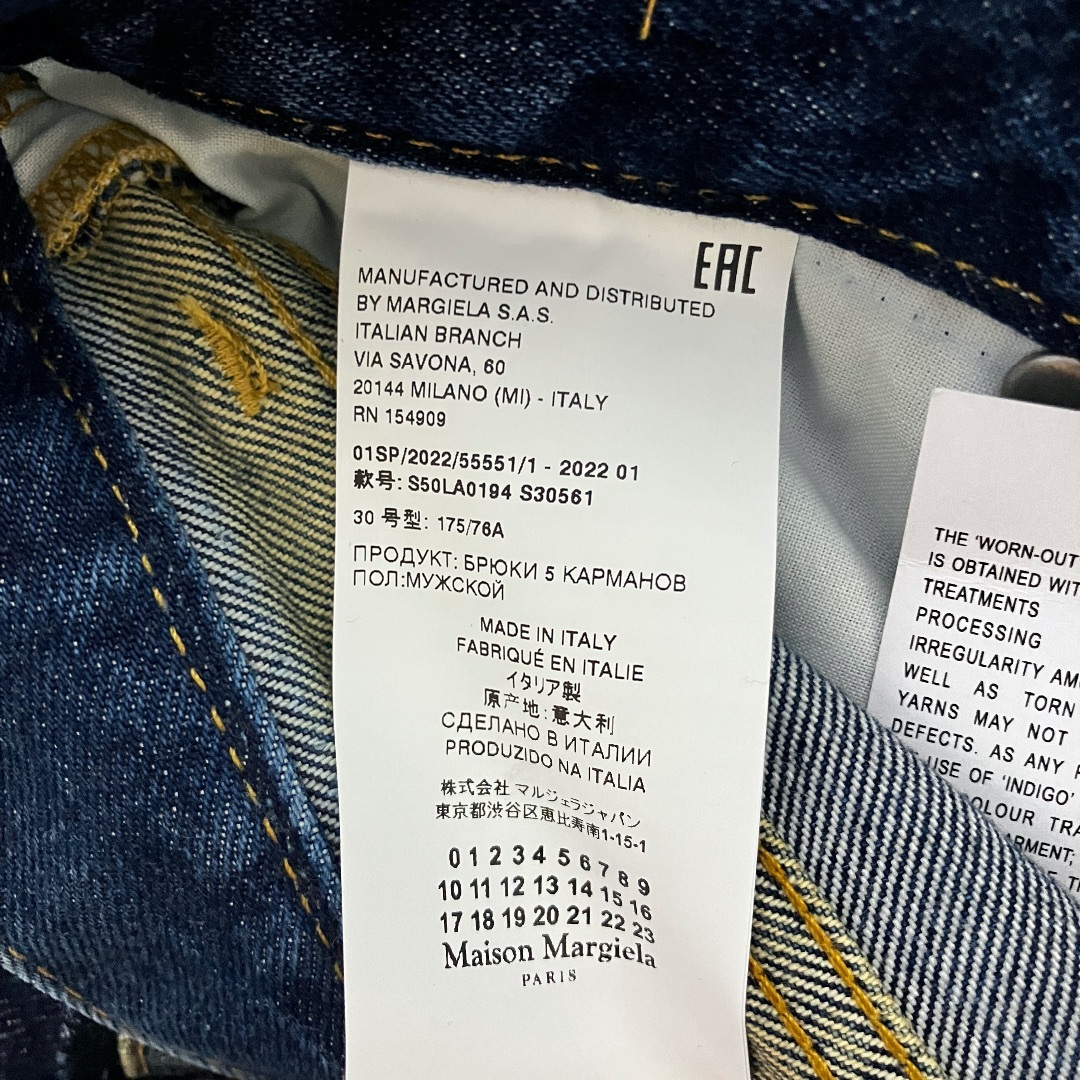 EAC
MANUFACTURED AND DISTRIBUTED
BY MARGIELA S.A.S.
ITALIAN BRANCH
VIA SAVONA, 60
20144 MILANO (MI) - ITALY
RN 154909
01SP/2022/55551/1 - 2022 01
款号: S50LA0194 S30561
30 号型: 175/76A
ПРОДУКТ: БРЮКИ 5 КАРМАНОВ
ПОЛ:МУЖСКОЙ
MADE IN ITALY
FABRIQUÉ EN ITALIE
イタリア製
原产地: 意大利
СДЕЛАНО В ИТАЛИИ
PRODUZIDO NA ITALIA
株式会社 マルジェラジャパン
東京都渋谷区恵比寿南1-15-1
0 1 2 3 4 5 6 7 8 9
10 11 12 13 14 15 16
17 18 19 20 21 22 23
Maison Margiela
PARIS
THE 'WORN-OUT
IS OBTAINED
TREATMENTS
PROCESSING
IRREGULARITY
WELL AS TORN
YARNS MAY NOT
DEFECTS. AS ANY
USE OF 'INDIGO'